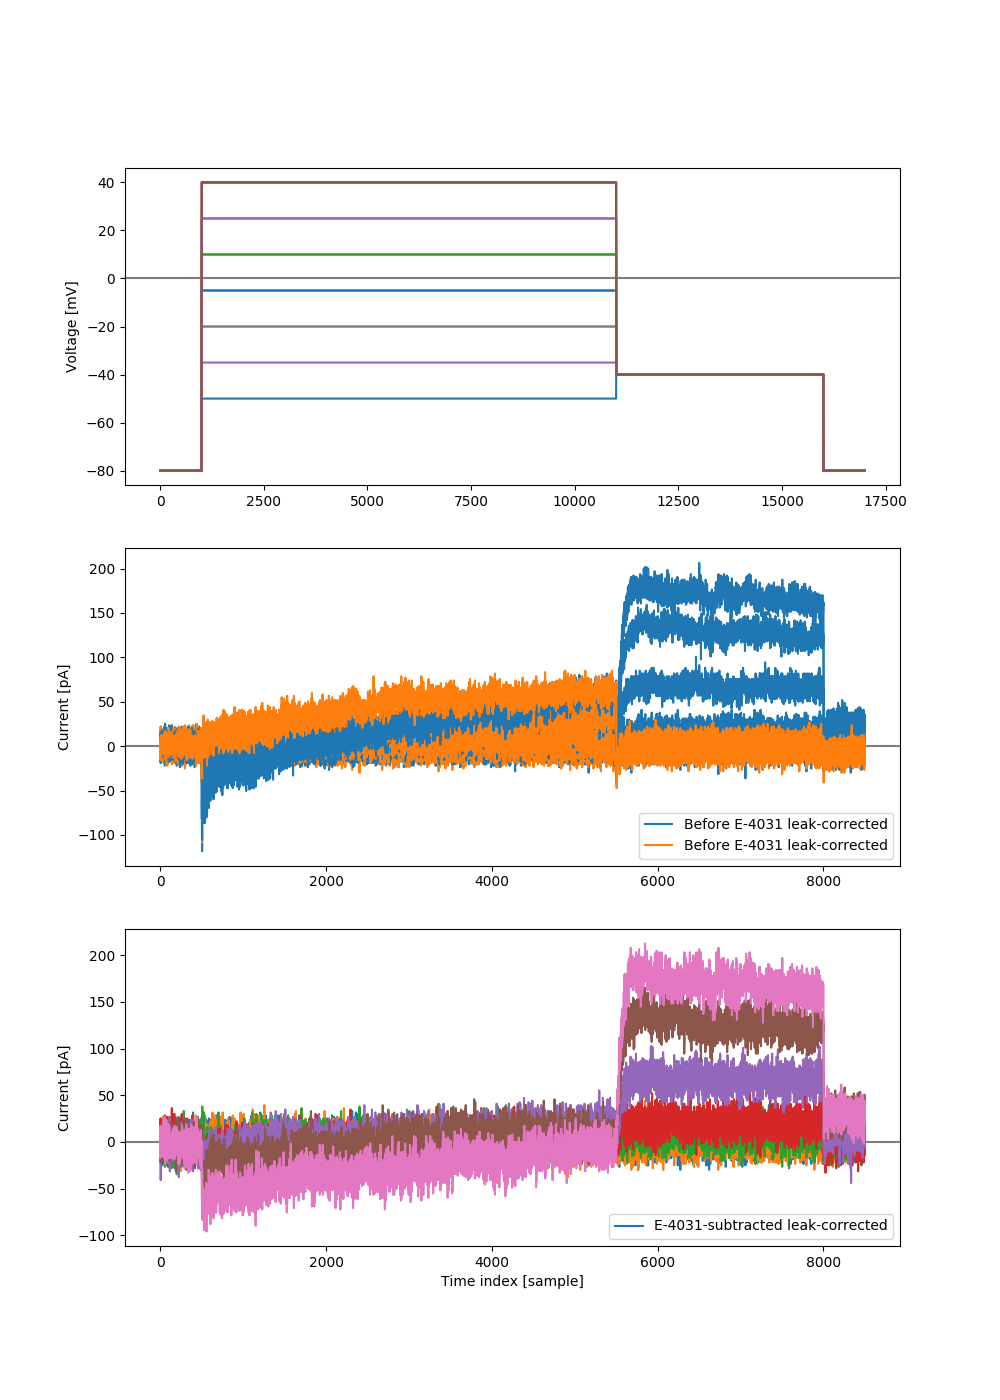 40
20
0
−20
−40
−60
−80
Voltage [mV]
0 2500 5000 7500 10000 12500 15000 17500
200
150
100
50
0
−50
−100
Current [pA]
Before E-4031 leak-corrected
Before E-4031 leak-corrected
0 2000 4000 6000 8000
200
150
100
50
0
−50
−100
Current [pA]
E-4031-subtracted leak-corrected
0 2000 4000 6000 8000
Time index [sample]